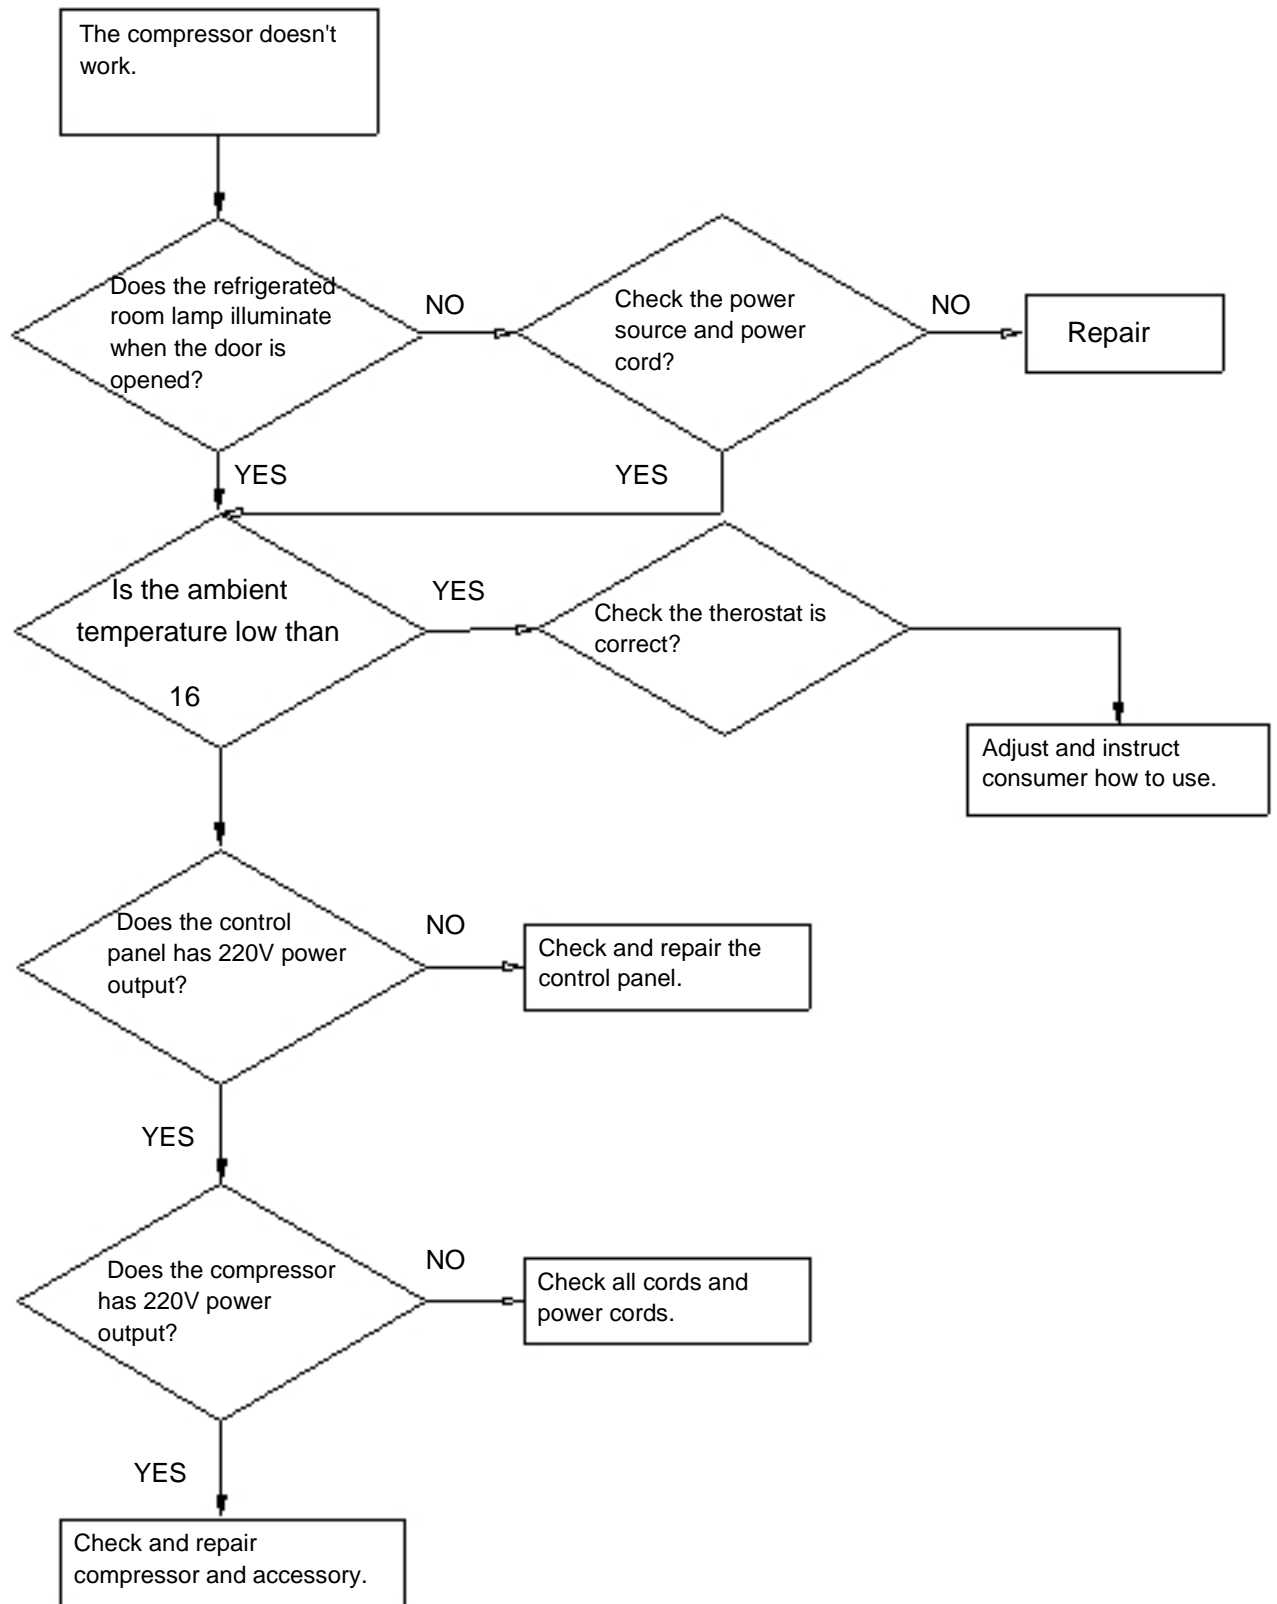 The compressor doesn't
work.
Does the refrigerated
room lamp illuminate
when the door is
opened?
NO
Check the power
source and power
cord?
NO
Repair
YES
YES
Is the ambient
temperature low than
16
YES
Check the therostat is
correct?
Adjust and instruct
consumer how to use.
Does the control
panel has 220V power
output?
NO
Check and repair the
control panel.
YES
Does the compressor
has 220V power
output?
NO
Check all cords and
power cords.
YES
Check and repair
compressor and accessory.